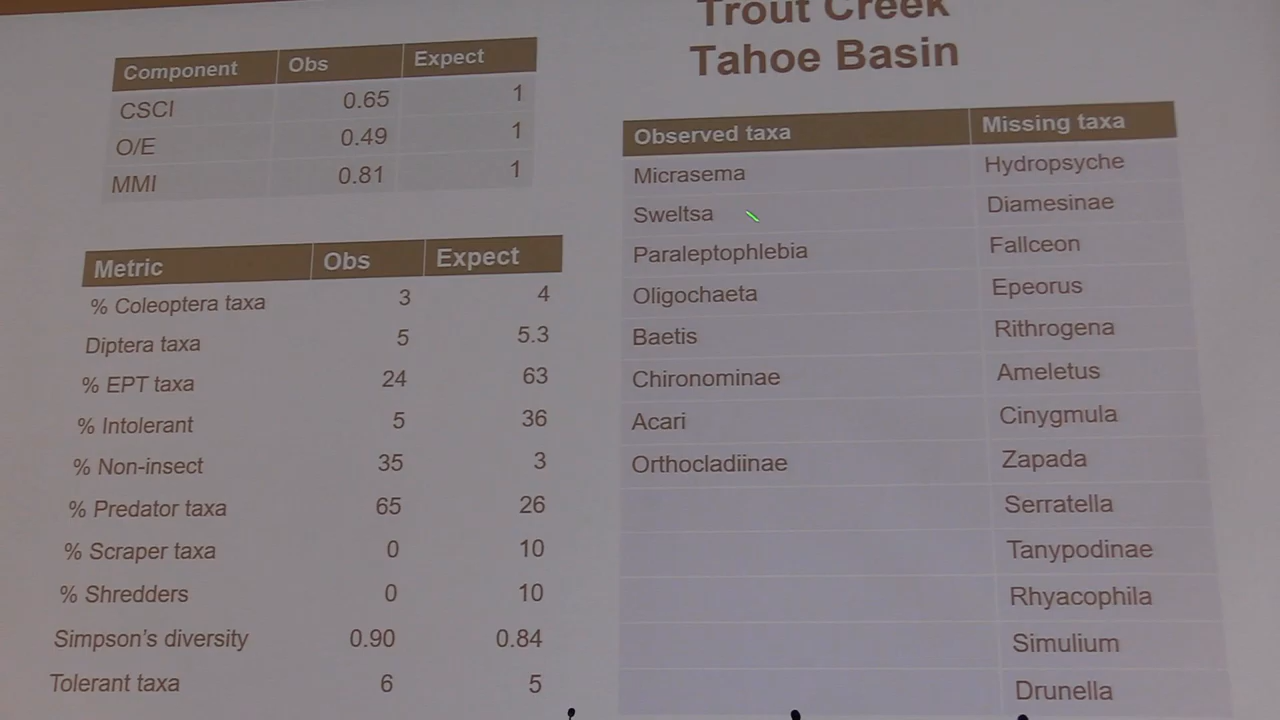 Trout Creek
Tahoe Basin
Component Obs Expect
CSCI 0.65 1
O/E 0.49 1
MMI 0.81 1
Metric Obs Expect
% Coleoptera taxa 3 4
Diptera taxa 5 5.3
% EPT taxa 24 63
% Intolerant 5 36
% Non-insect 35 3
% Predator taxa 65 26
% Scraper taxa 0 10
% Shredders 0 10
Simpson's diversity 0.90 0.84
Tolerant taxa 6 5
Observed taxa Missing taxa
Micrasema Hydropsyche
Sweltsa Diamesinae
Paraleptophlebia Fallceon
Oligochaeta Epeorus
Baetis Rithrogena
Chironominae Ameletus
Acari Cinygmula
Orthocladiinae Zapada
Serratella
Tanypodinae
Rhyacophila
Simulium
Drunella